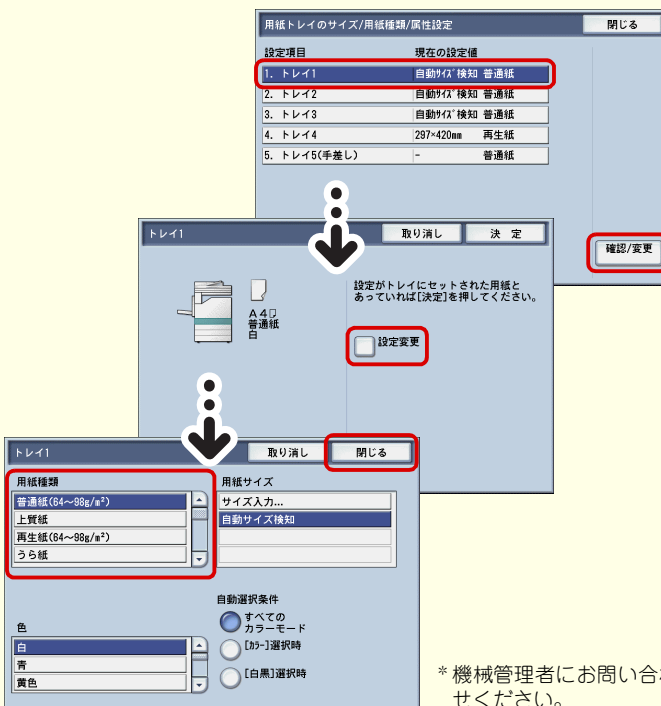 用紙トレイのサイズ/用紙種類/属性設定 閉じる
設定項目 現在の設定値
1. トレイ1 自動ｻｲｽﾞ検知 普通紙
2. トレイ2 自動ｻｲｽﾞ検知 普通紙
3. トレイ3 自動ｻｲｽﾞ検知 普通紙
4. トレイ4 297×420mm 再生紙
5. トレイ5(手差し) - 普通紙
確認/変更
トレイ1 取り消し 決 定
設定がトレイにセットされた用紙と
あっていれば[決定]を押してください。
A4
普通紙
白
設定変更
トレイ1 取り消し 閉じる
用紙種類 用紙サイズ
普通紙(64～98g/m²) サイズ入力...
上質紙 自動サイズ検知
再生紙(64～98g/m²)
うら紙
自動選択条件
すべての
カラーモード
[ｶﾗｰ]選択時
[白黒]選択時
色
白
青
黄色
*機械管理者にお問い合わ
せください。